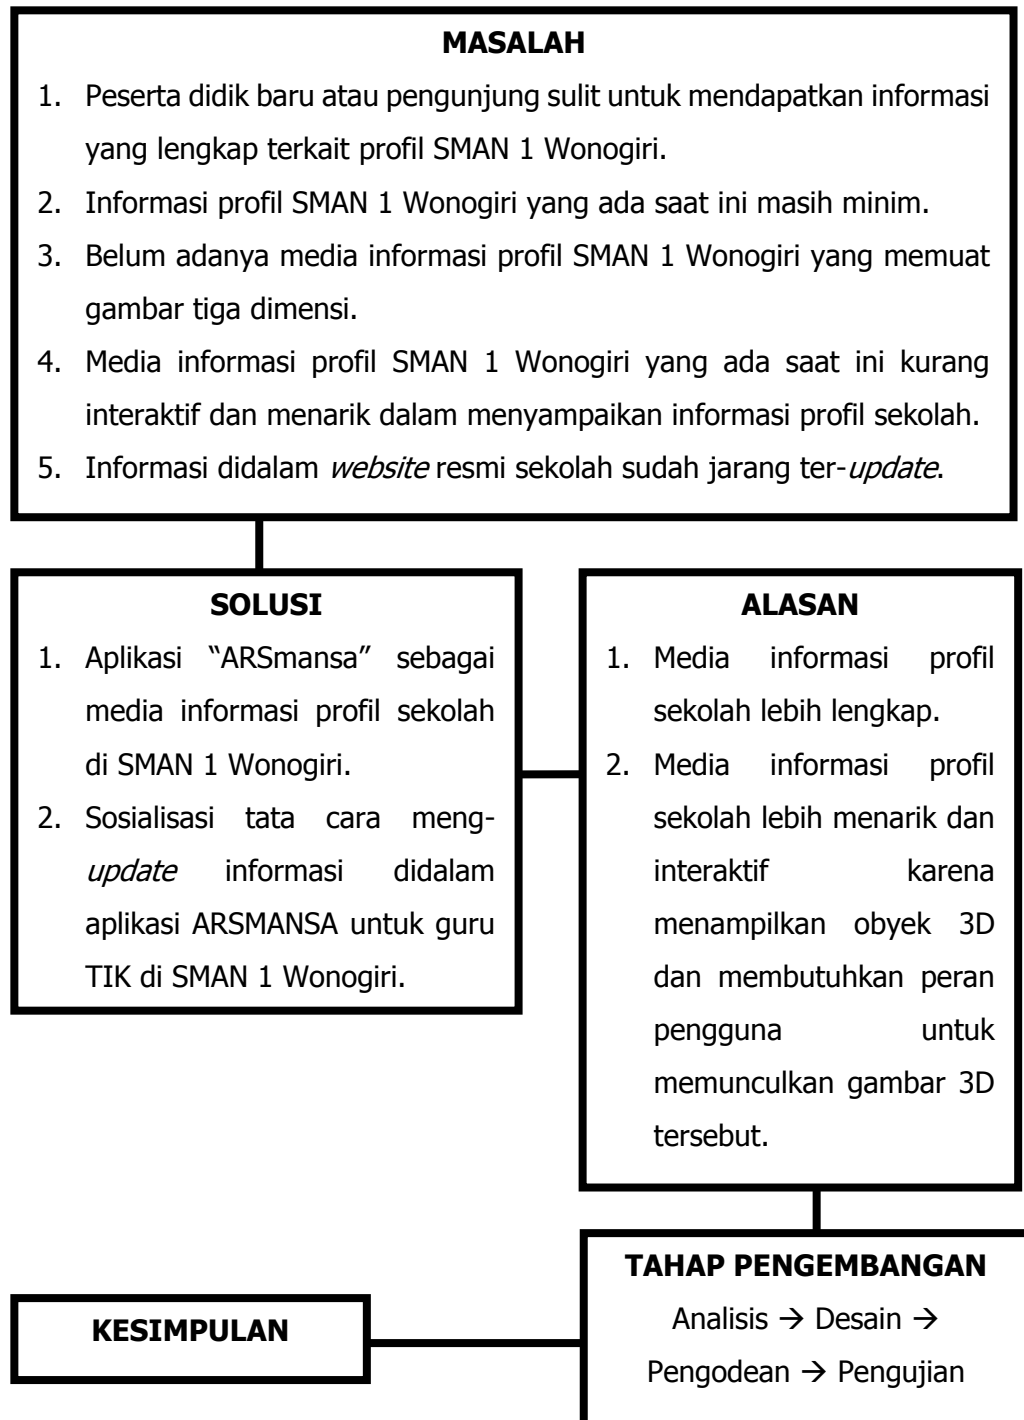 MASALAH
1. Peserta didik baru atau pengunjung sulit untuk mendapatkan informasi
yang lengkap terkait profil SMAN 1 Wonogiri.
2. Informasi profil SMAN 1 Wonogiri yang ada saat ini masih minim.
3. Belum adanya media informasi profil SMAN 1 Wonogiri yang memuat
gambar tiga dimensi.
4. Media informasi profil SMAN 1 Wonogiri yang ada saat ini kurang
interaktif dan menarik dalam menyampaikan informasi profil sekolah.
5. Informasi didalam website resmi sekolah sudah jarang ter-update.
SOLUSI
1. Aplikasi “ARSmansa” sebagai
media informasi profil sekolah
di SMAN 1 Wonogiri.
2. Sosialisasi tata cara meng-
update informasi didalam
aplikasi ARSMANSA untuk guru
TIK di SMAN 1 Wonogiri.
ALASAN
1. Media informasi profil
sekolah lebih lengkap.
2. Media informasi profil
sekolah lebih menarik dan
interaktif karena
menampilkan obyek 3D
dan membutuhkan peran
pengguna untuk
memunculkan gambar 3D
tersebut.
TAHAP PENGEMBANGAN
Analisis → Desain →
Pengodean → Pengujian
KESIMPULAN